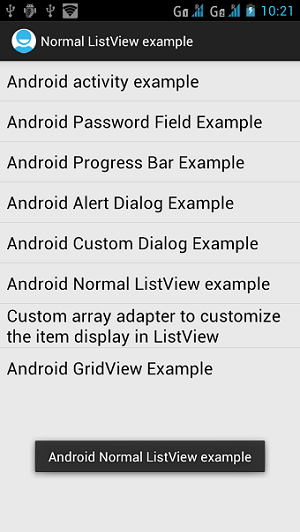 G G 10:21
Normal ListView example
Android activity example
Android Password Field Example
Android Progress Bar Example
Android Alert Dialog Example
Android Custom Dialog Example
Android Normal ListView example
Custom array adapter to customize
the item display in ListView
Android GridView Example
Android Normal ListView example